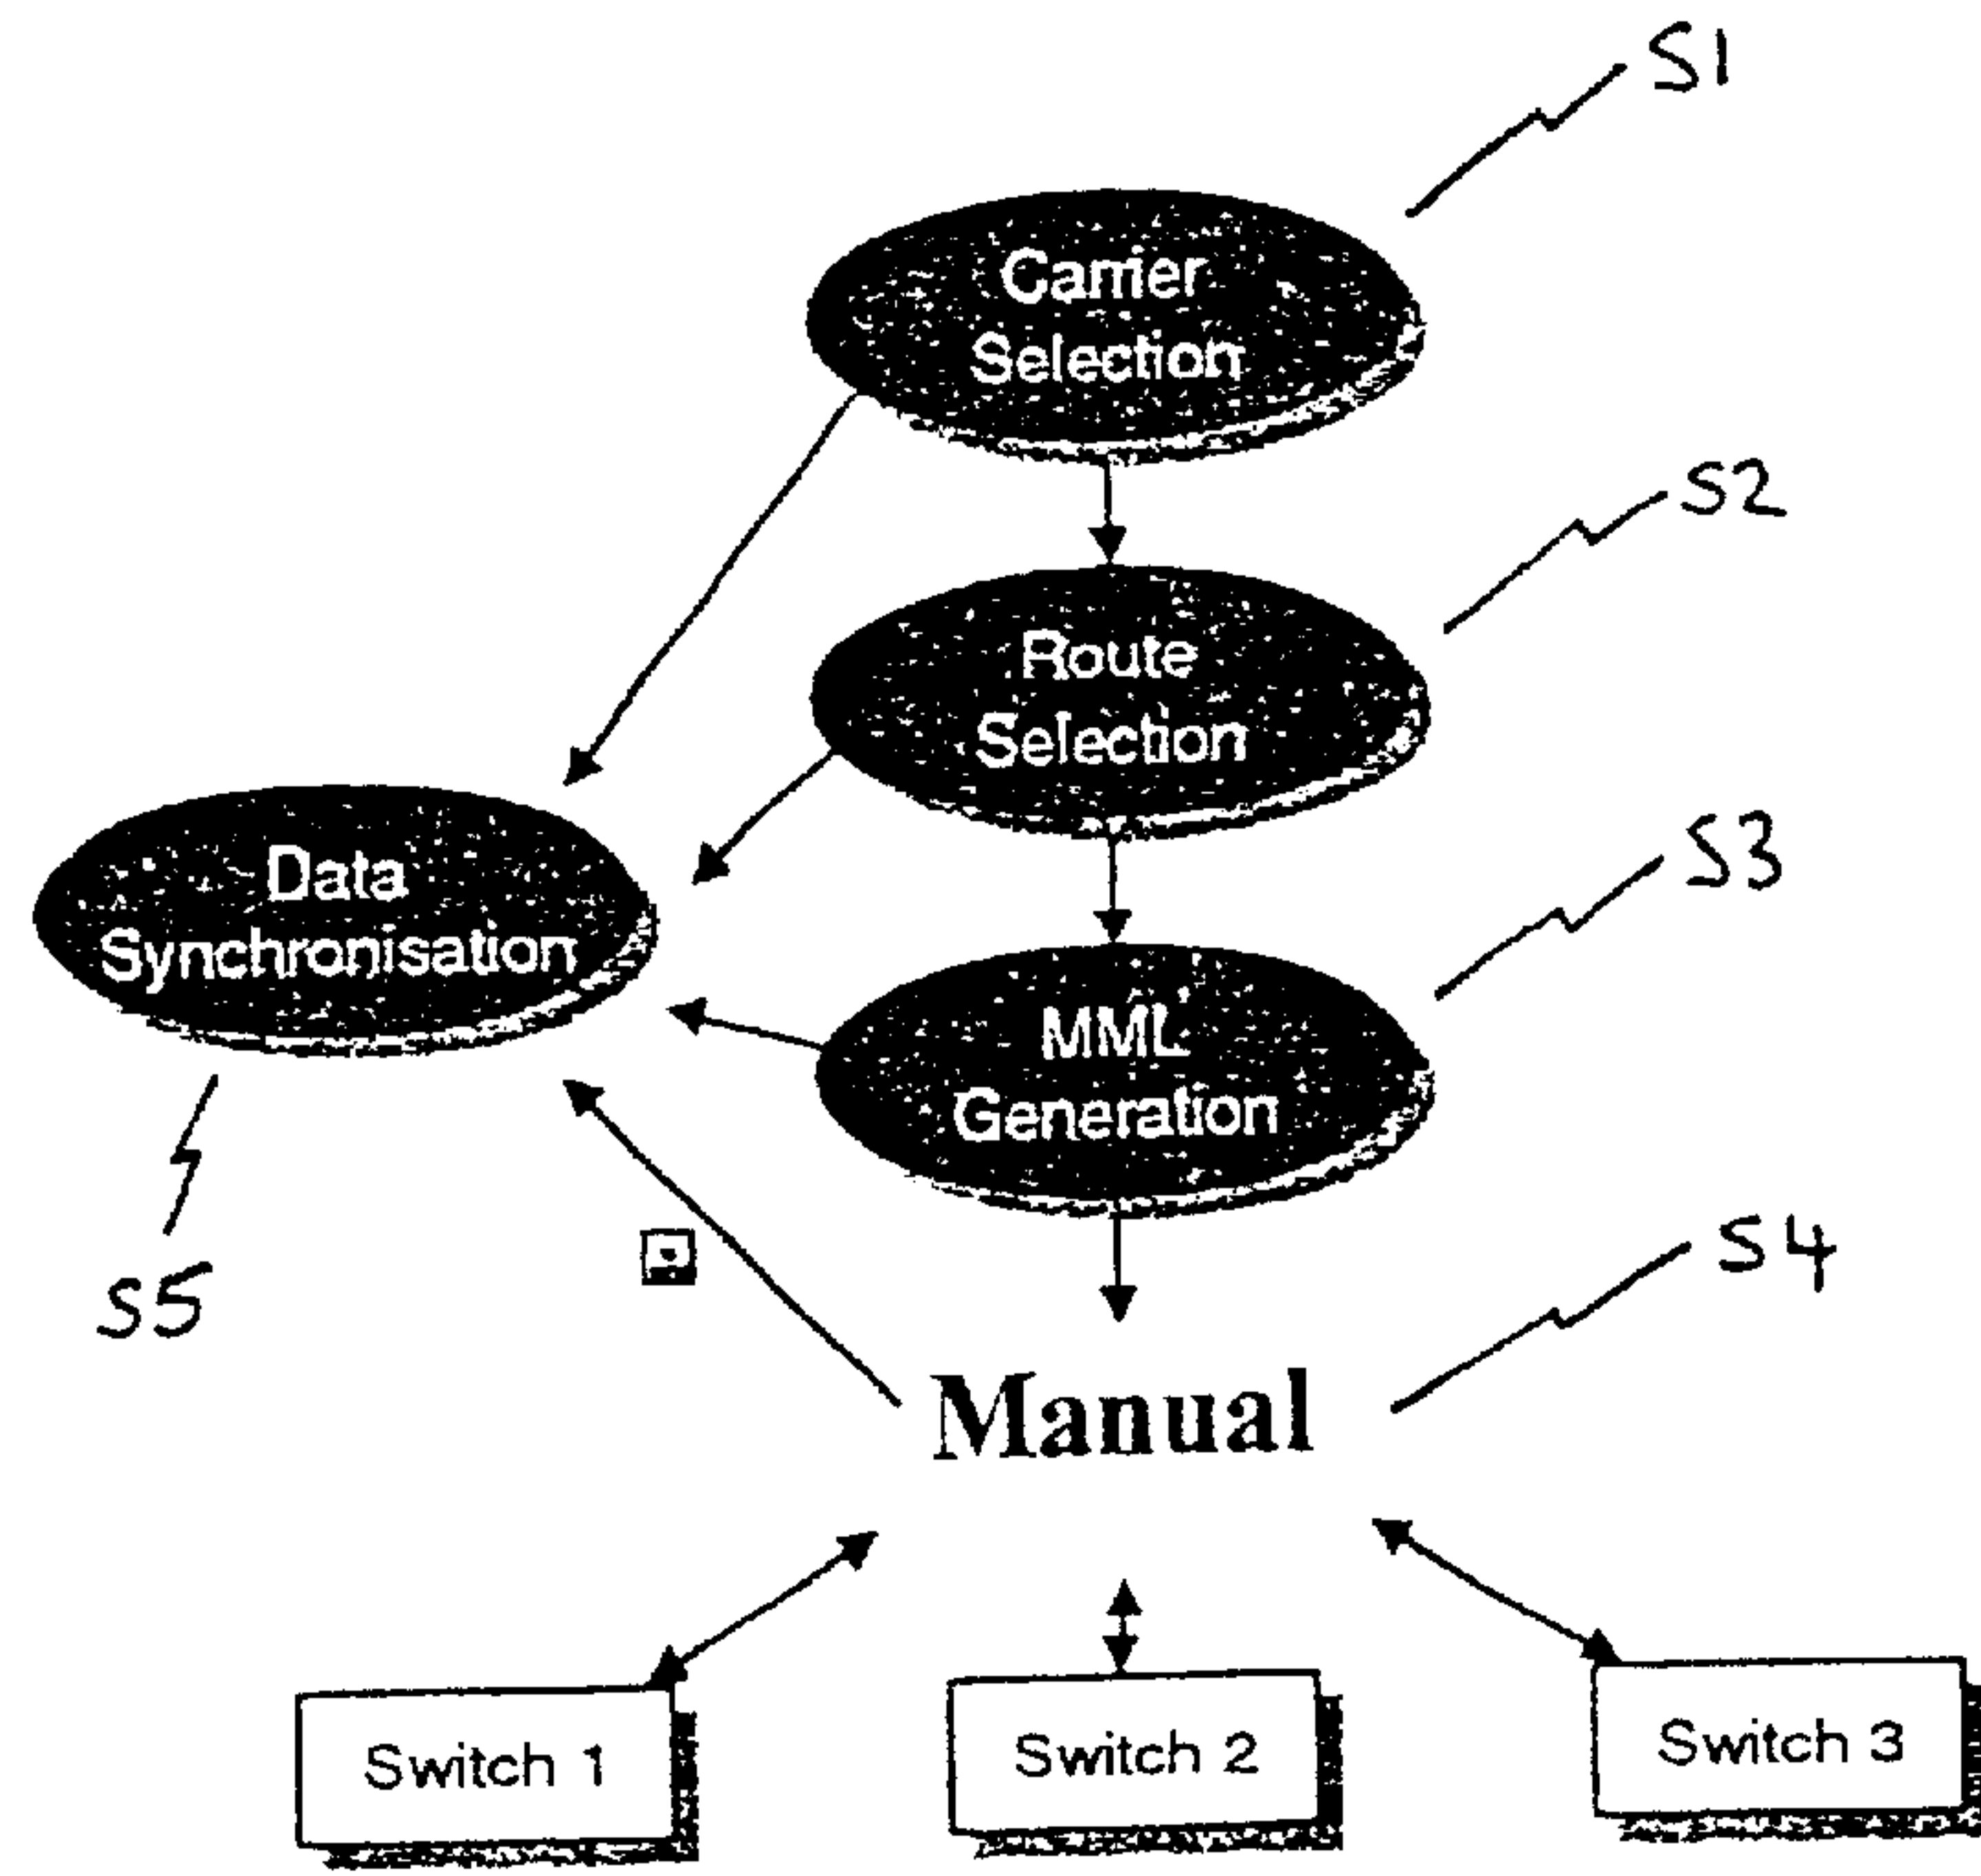 S1
Carrier
Selection
S2
Route
Selection
S3
Data
Synchronisation
MML
Generation
S4
S5
Manual
Switch 1
Switch 2
Switch 3